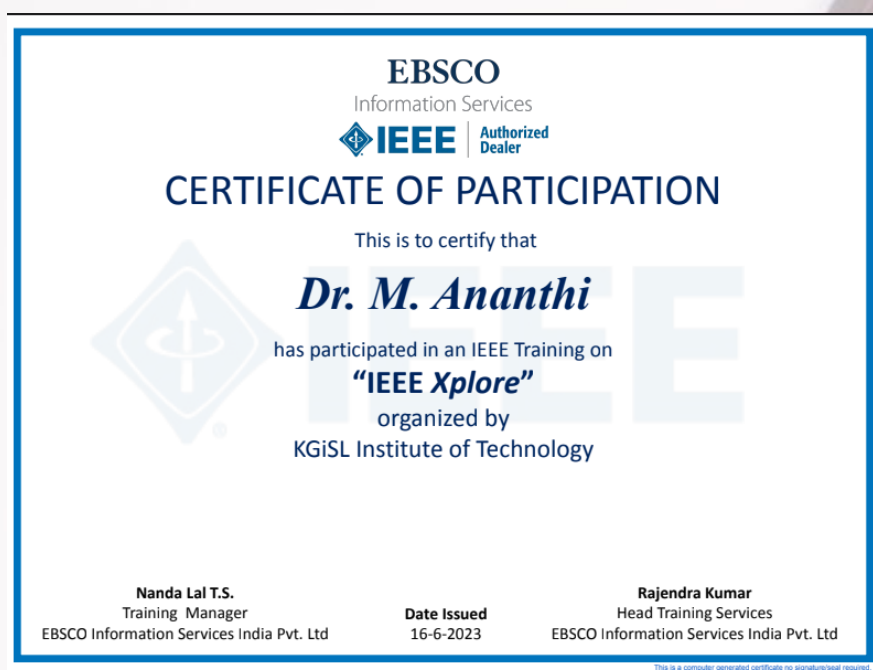 EBSCO
Information Services
IEEE Authorized
Dealer
CERTIFICATE OF PARTICIPATION
This is to certify that
Dr. M. Ananthi
has participated in an IEEE Training on
“IEEE Xplore”
organized by
KGiSL Institute of Technology
IEEE
Nanda Lal T.S.
Training Manager
EBSCO Information Services India Pvt. Ltd
Date Issued
16-6-2023
Rajendra Kumar
Head Training Services
EBSCO Information Services India Pvt. Ltd
This is a computer generated certificate no signature/seal required.